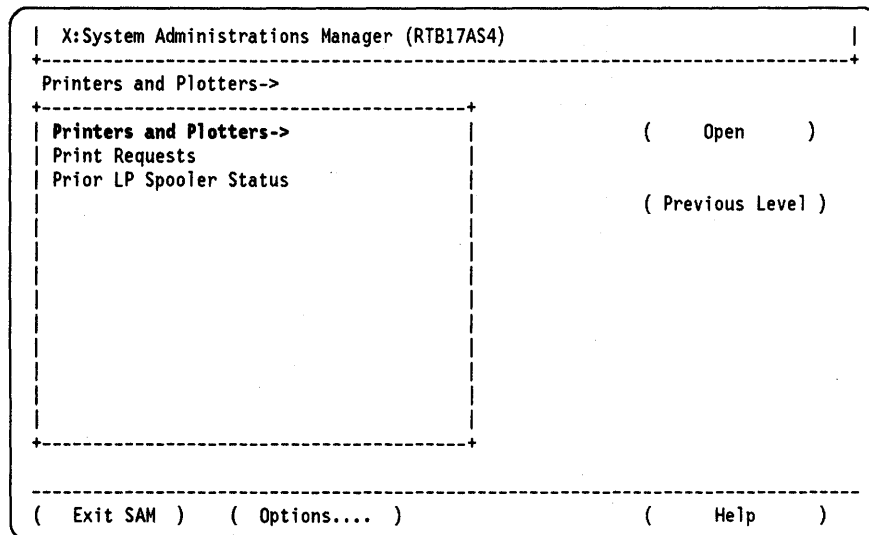 X:System Administrations Manager (RTB17AS4)
Printers and Plotters->
Printers and Plotters->
( Open )
Print Requests
Prior LP Spooler Status
( Previous Level )
( Exit SAM ) ( Options.... ) ( Help )